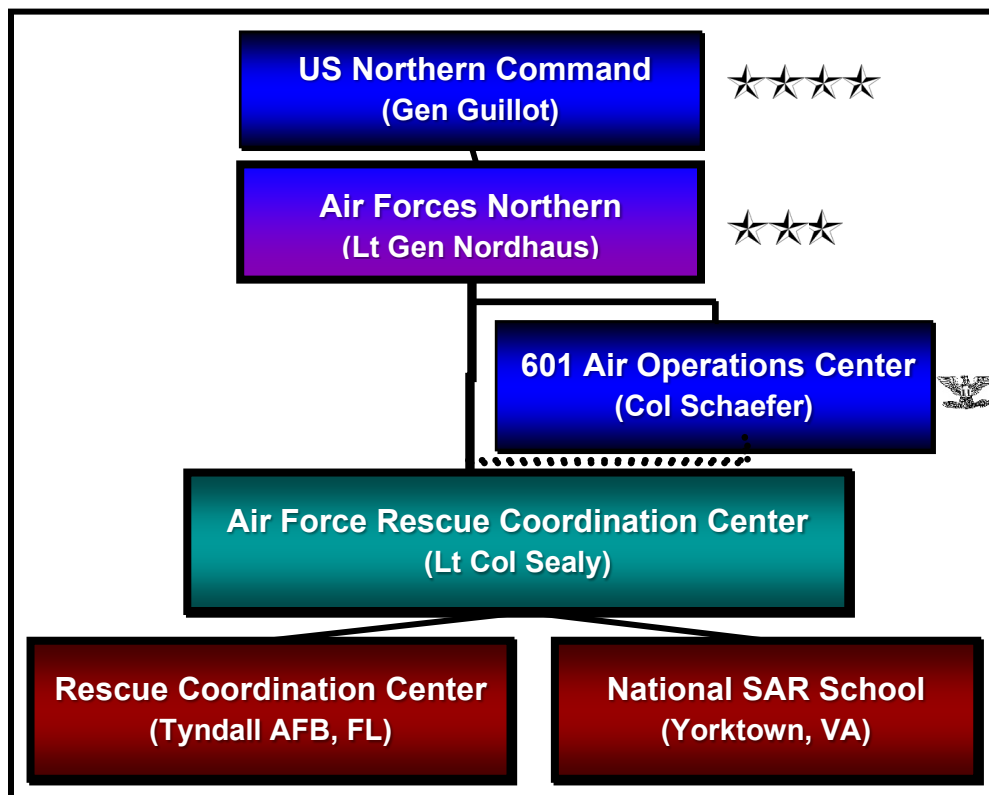 US Northern Command
(Gen Guillot)
Air Forces Northern
(Lt Gen Nordhaus)
601 Air Operations Center
(Col Schaefer)
Air Force Rescue Coordination Center
(Lt Col Sealy)
Rescue Coordination Center
(Tyndall AFB, FL)
National SAR School
(Yorktown, VA)